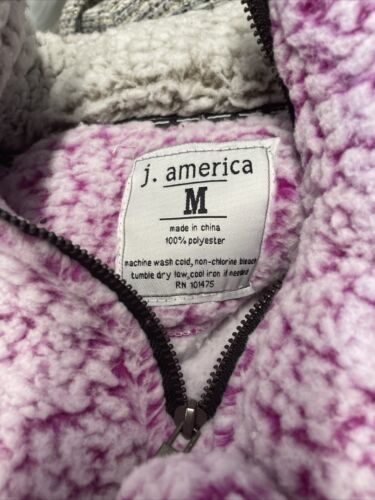 j. america
M
made in china
100% polyester
machine wash cold, non-chlorine bleach
tumble dry low, cool iron if needed
RN 101475